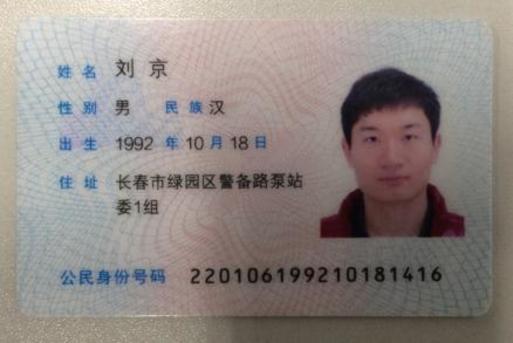 姓名 刘京
性别 男 民族 汉
出生 1992 年 10 月 18 日
住址 长春市绿园区警备路泵站
委1组
公民身份号码 220106199210181416